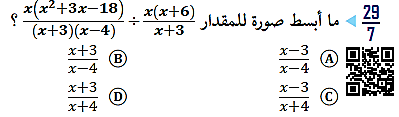 29/7 ◀ ما أبسط صورة للمقدار x(x²+3x−18)/(x+3)(x−4) ÷ x(x+6)/x+3 ؟
Ⓐ x−3/x−4 Ⓑ x+3/x−4
Ⓒ x−3/x+4 Ⓓ x+3/x+4